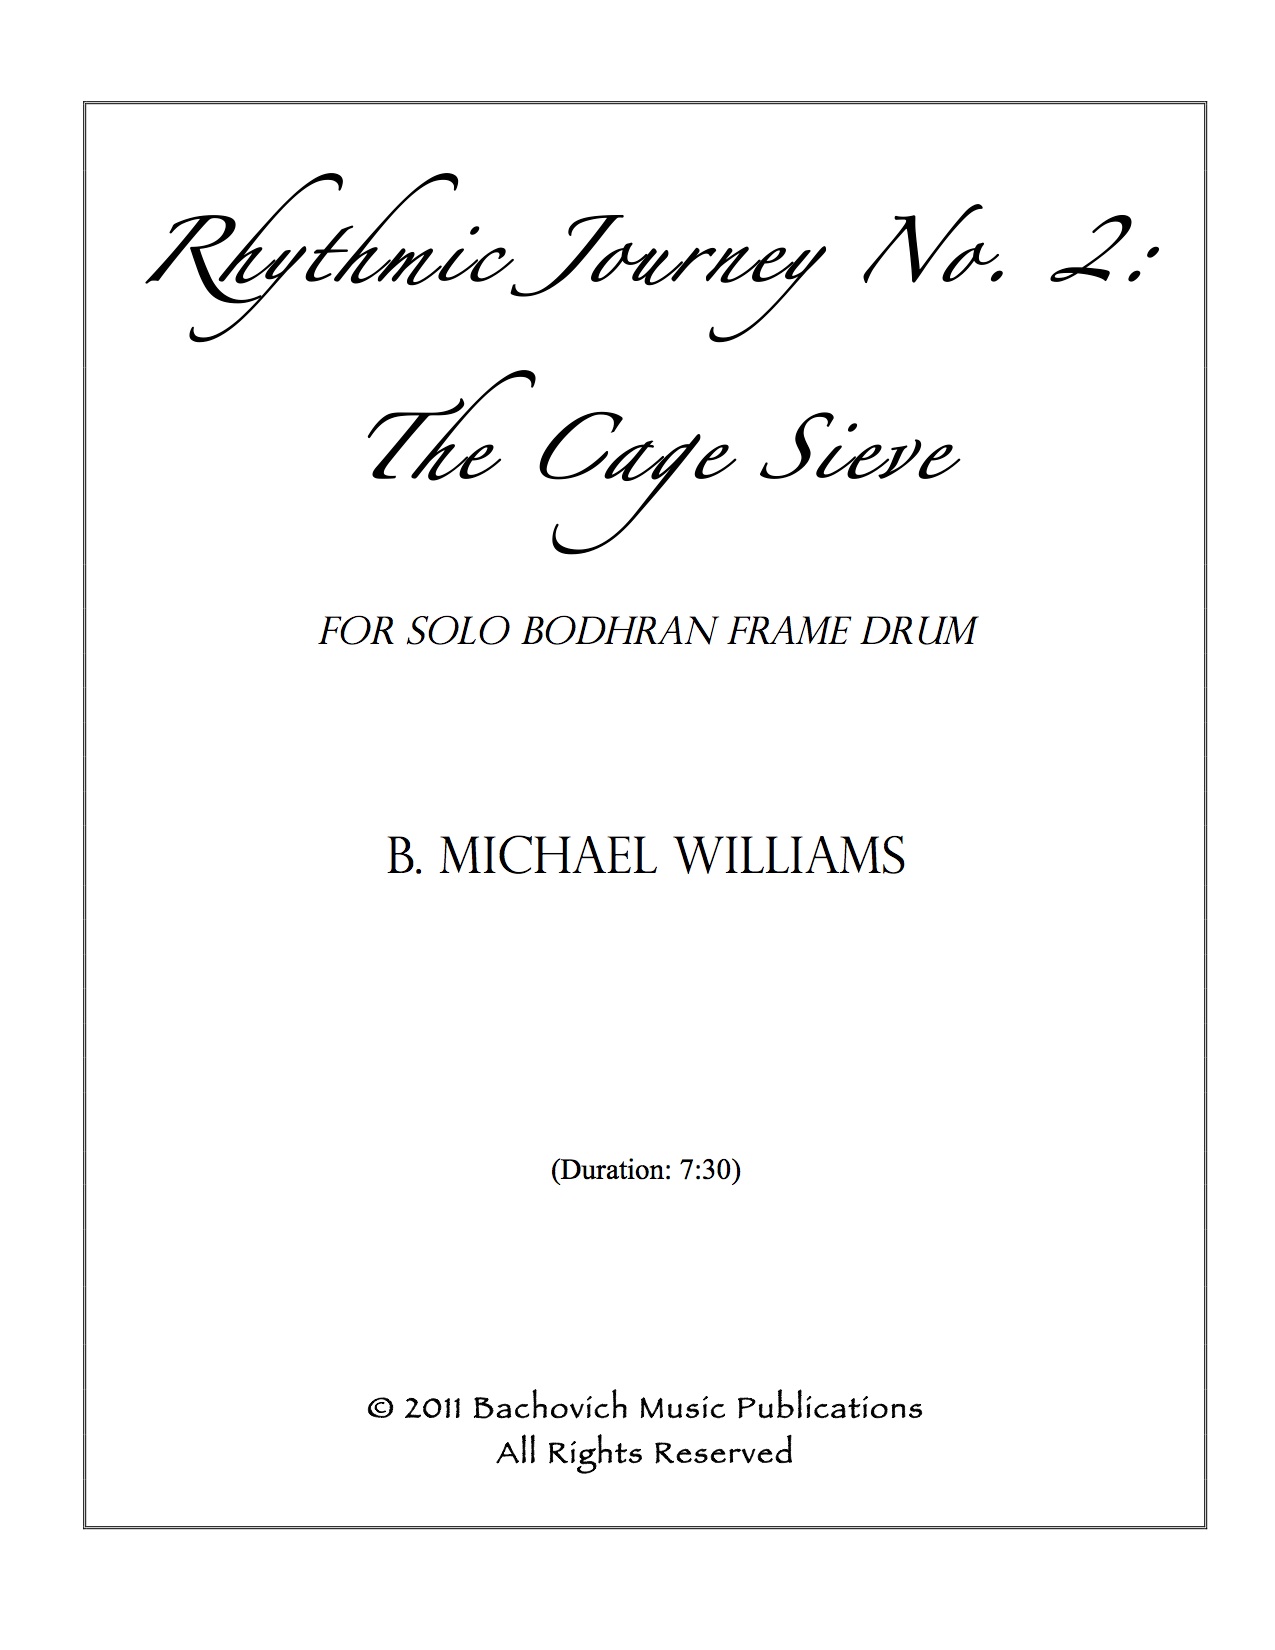 Rhythmic Journey No. 2:
The Cage Sieve
FOR SOLO BODHRAN FRAME DRUM
B. MICHAEL WILLIAMS
(Duration: 7:30)
© 2011 Bachovich Music Publications
All Rights Reserved